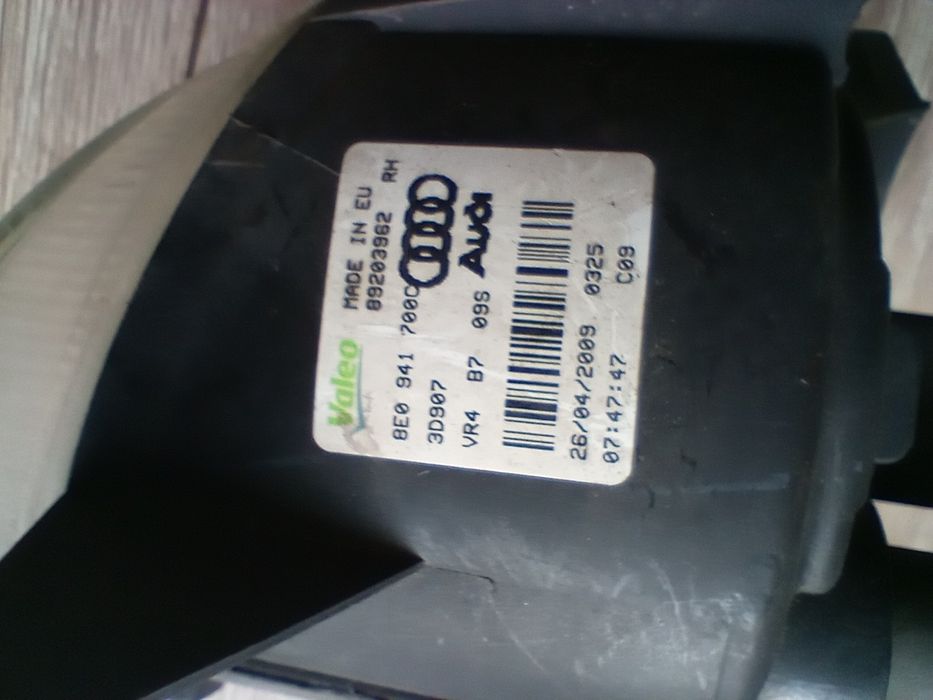 Valeo MADE IN EU
89203962 RH
8E0 941 700C
3D907
VR4 B7 09S Audi
26/04/2009 0325
07:47:47 C09